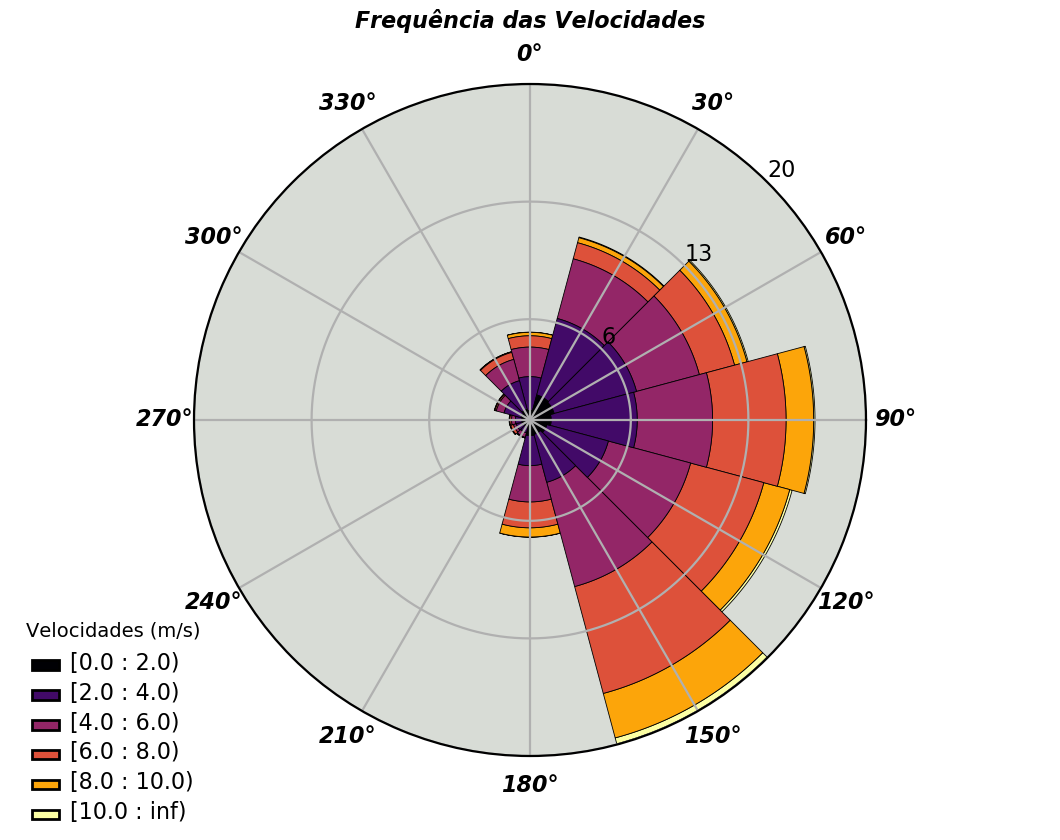 Frequência das Velocidades
0°
330°
30°
20
300°
60°
13
6
270°
90°
240°
120°
210°
150°
180°
Velocidades (m/s)
[0.0 : 2.0)
[2.0 : 4.0)
[4.0 : 6.0)
[6.0 : 8.0)
[8.0 : 10.0)
[10.0 : inf)